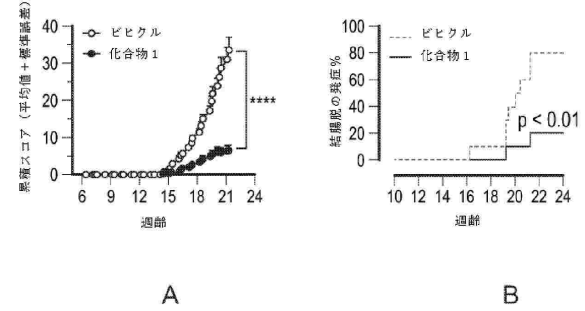 累積スコア（平均値＋標準誤差）
40
30
20
10
0
ビヒクル
化合物1
****
6 9 12 15 18 21 24
週齢
A
結腸脱の発症%
100
80
60
40
20
0
ビヒクル
化合物1
p < 0.01
10 12 14 16 18 20 22 24
週齢
B